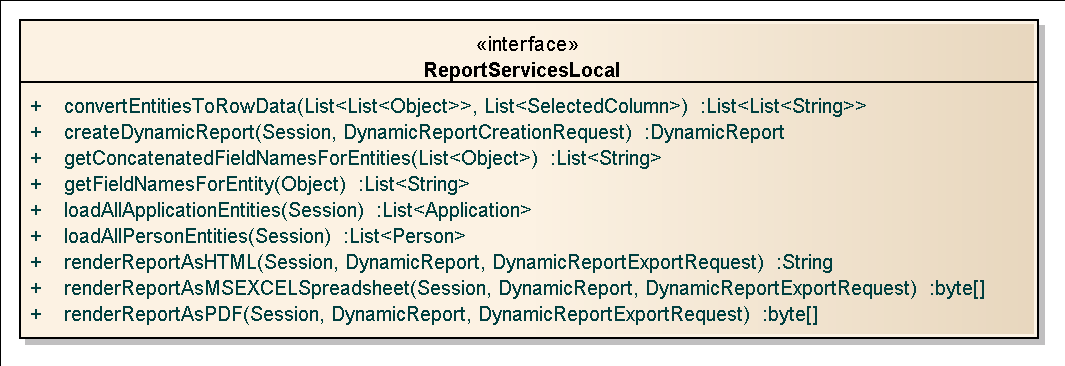 «interface»
ReportServicesLocal
+ convertEntitiesToRowData(List<List<Object>>, List<SelectedColumn>) :List<List<String>>
+ createDynamicReport(Session, DynamicReportCreationRequest) :DynamicReport
+ getConcatenatedFieldNamesForEntities(List<Object>) :List<String>
+ getFieldNamesForEntity(Object) :List<String>
+ loadAllApplicationEntities(Session) :List<Application>
+ loadAllPersonEntities(Session) :List<Person>
+ renderReportAsHTML(Session, DynamicReport, DynamicReportExportRequest) :String
+ renderReportAsMSEXCELSpreadsheet(Session, DynamicReport, DynamicReportExportRequest) :byte[]
+ renderReportAsPDF(Session, DynamicReport, DynamicReportExportRequest) :byte[]